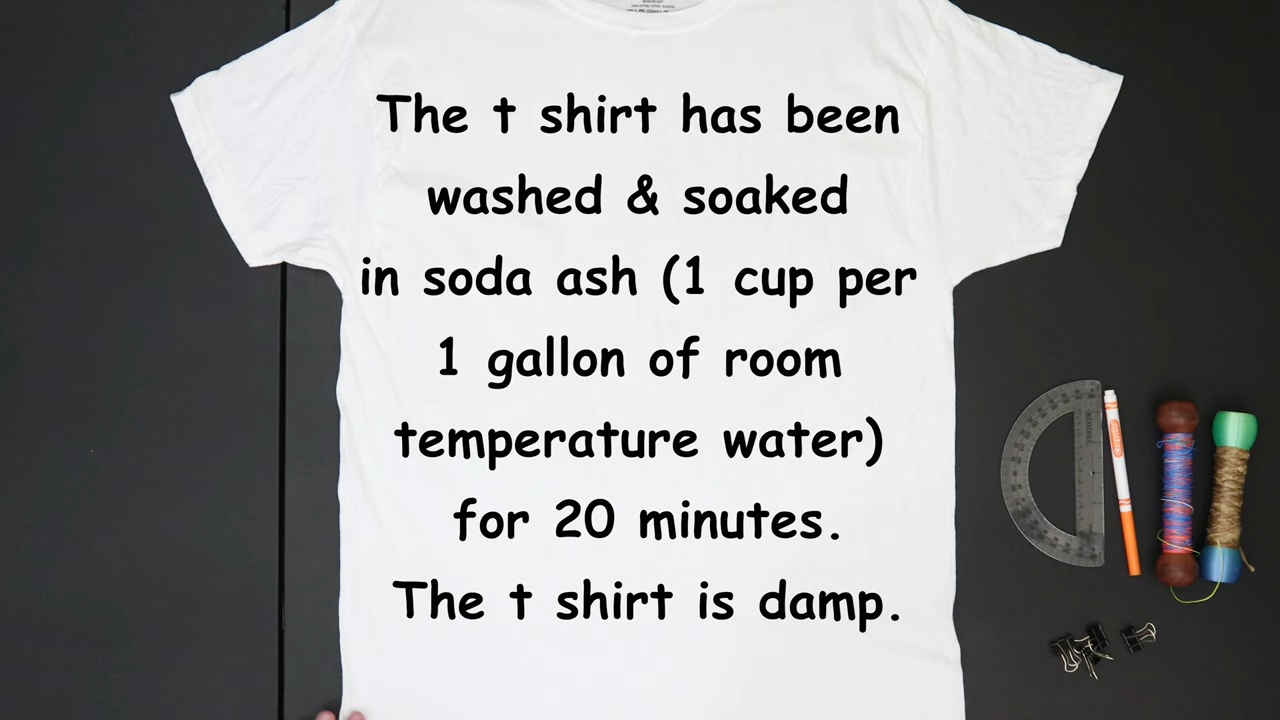 The t shirt has been
washed & soaked
in soda ash (1 cup per
1 gallon of room
temperature water)
for 20 minutes.
The t shirt is damp.